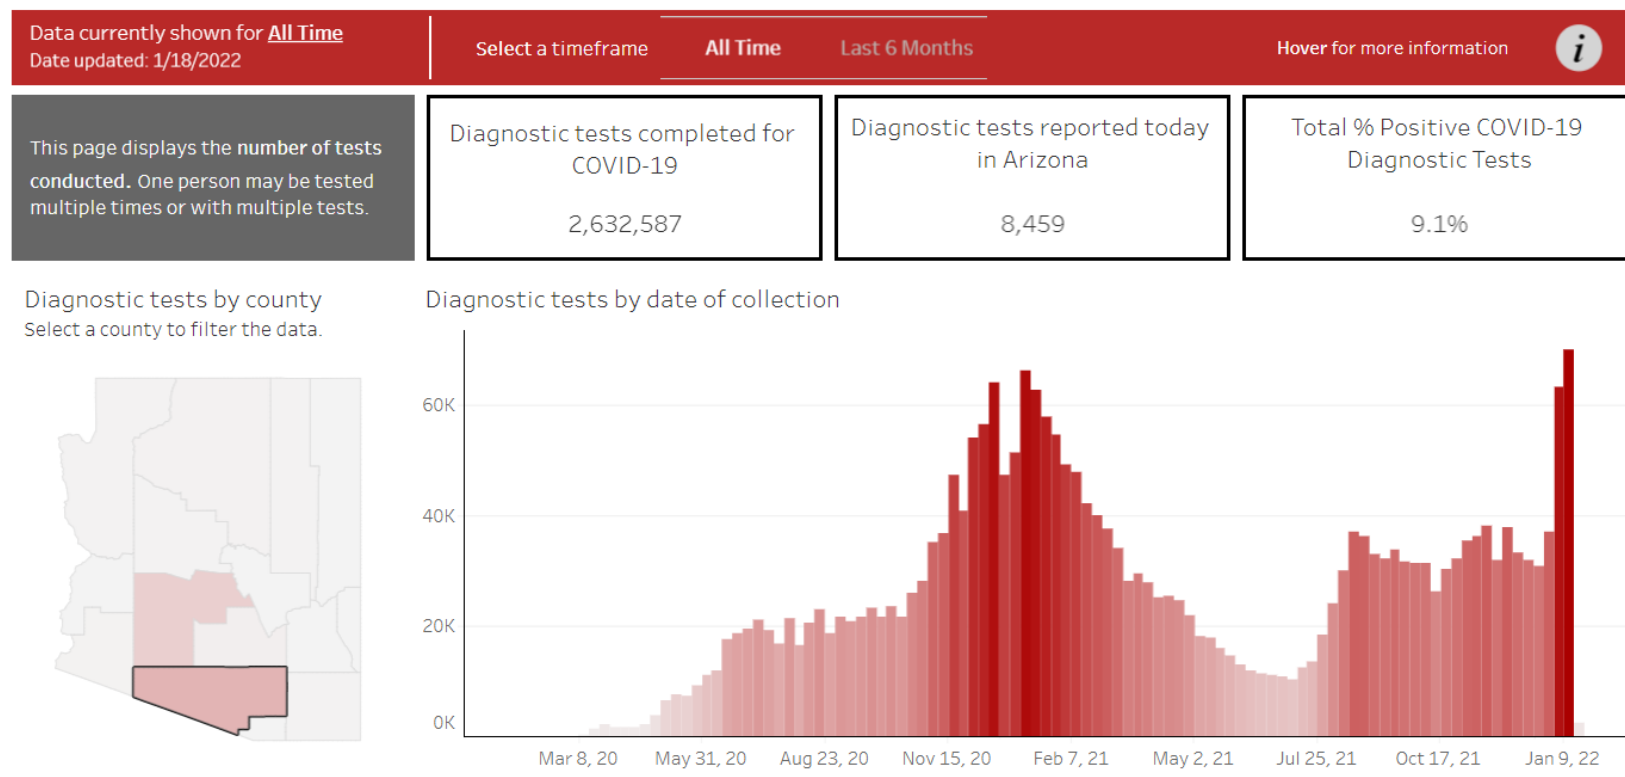 Data currently shown for All Time
Date updated: 1/18/2022
Select a timeframe
All Time
Last 6 Months
Hover for more information
i
This page displays the number of tests
conducted. One person may be tested
multiple times or with multiple tests.
Diagnostic tests completed for
COVID-19
2,632,587
Diagnostic tests reported today
in Arizona
8,459
Total % Positive COVID-19
Diagnostic Tests
9.1%
Diagnostic tests by county
Select a county to filter the data.
Diagnostic tests by date of collection
60K
40K
20K
0K
Mar 8, 20
May 31, 20
Aug 23, 20
Nov 15, 20
Feb 7, 21
May 2, 21
Jul 25, 21
Oct 17, 21
Jan 9, 22